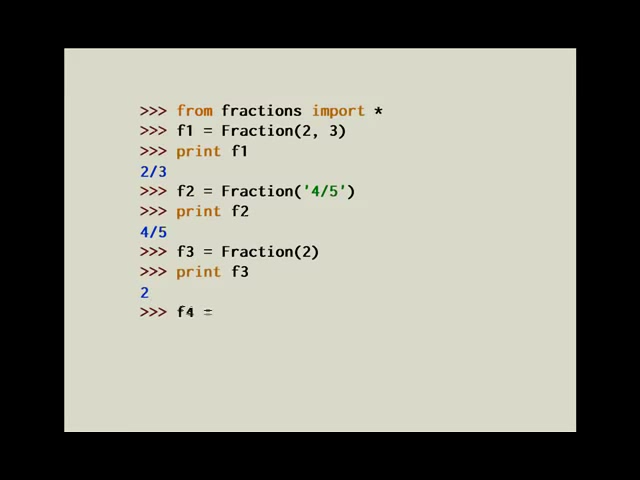 >>> from fractions import *
>>> f1 = Fraction(2, 3)
>>> print f1
2/3
>>> f2 = Fraction('4/5')
>>> print f2
4/5
>>> f3 = Fraction(2)
>>> print f3
2
>>> f4 =